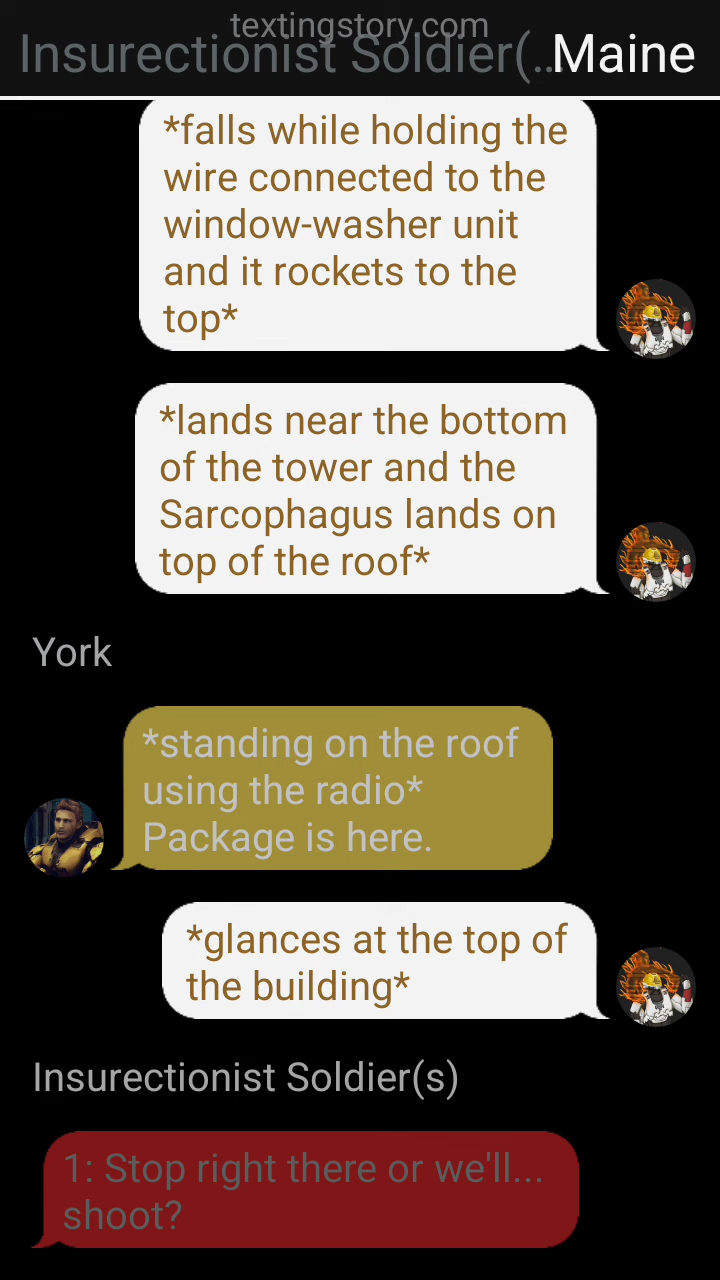 textingstory.com
Insurectionist Soldier(... Maine
*falls while holding the
wire connected to the
window-washer unit
and it rockets to the
top*
*lands near the bottom
of the tower and the
Sarcophagus lands on
top of the roof*
York
*standing on the roof
using the radio*
Package is here.
*glances at the top of
the building*
Insurectionist Soldier(s)
1: Stop right there or we'll...
shoot?